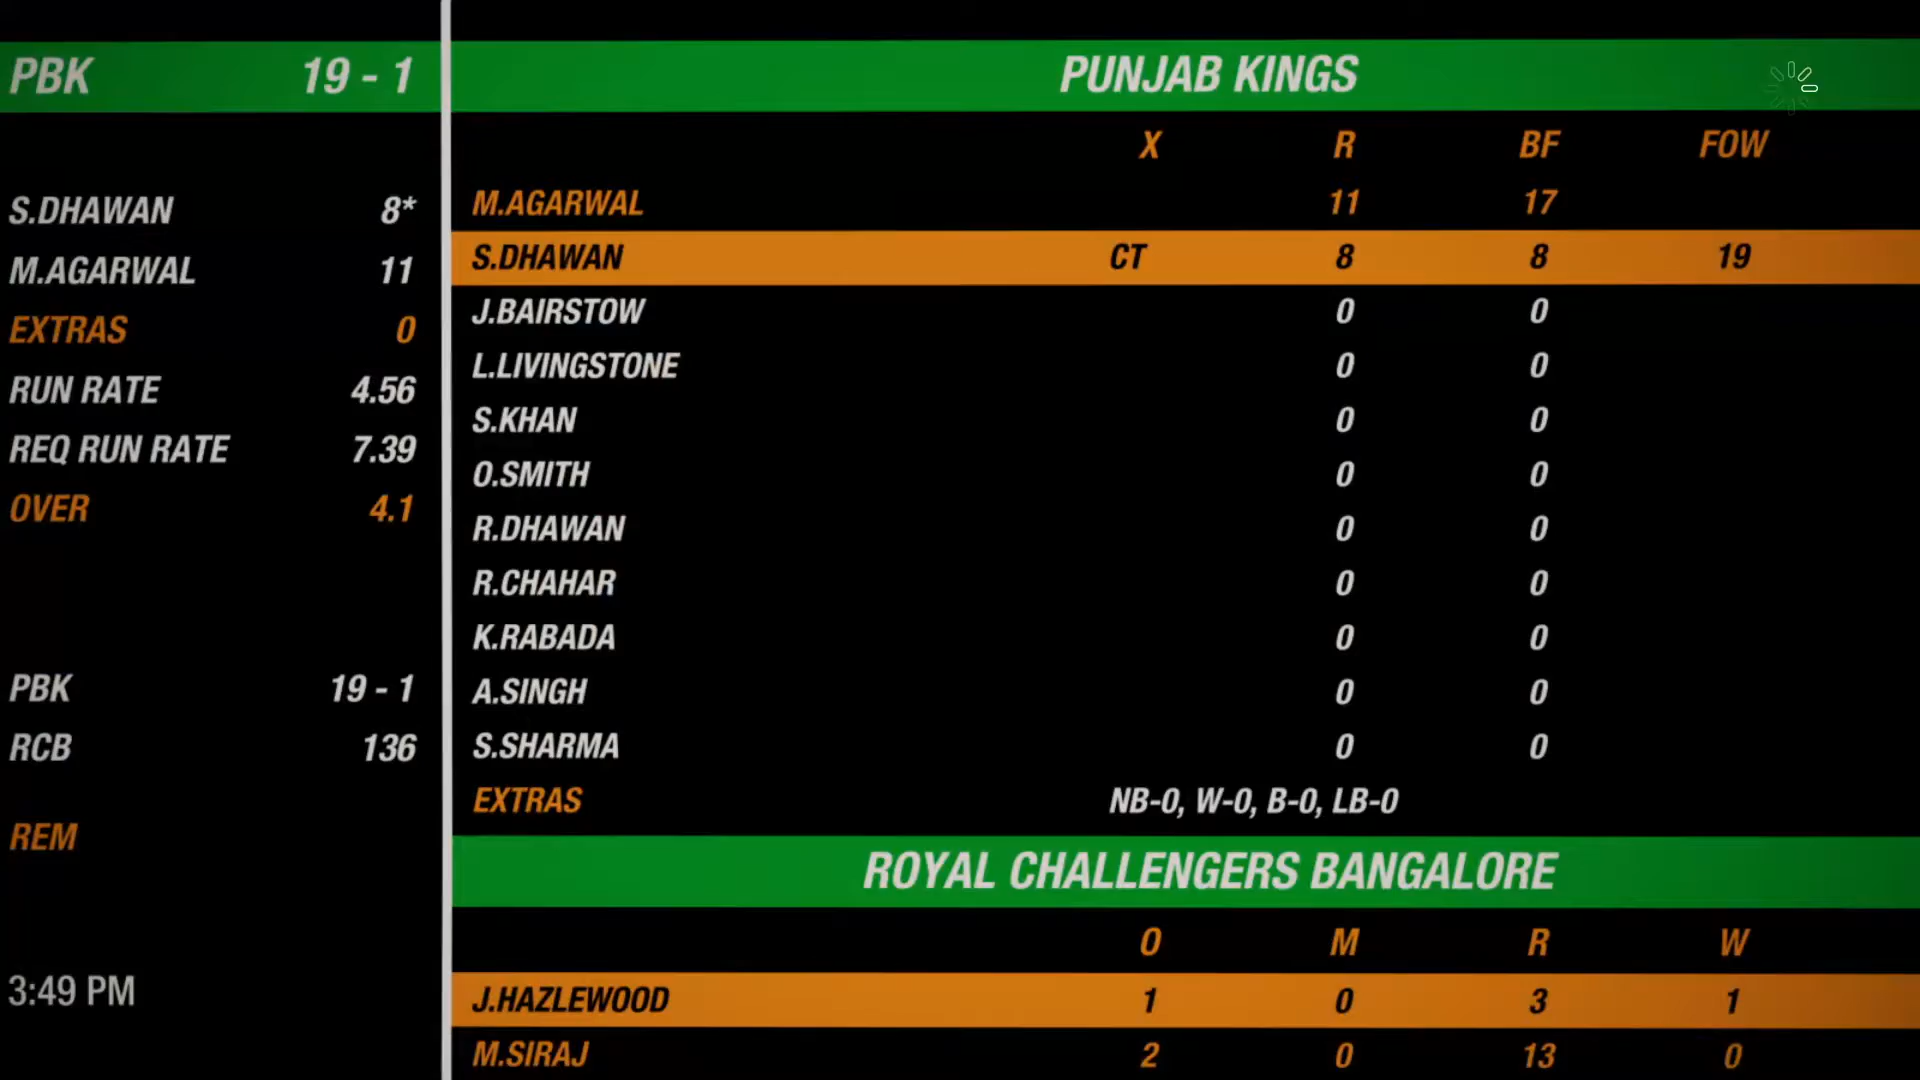 PBK 19 - 1
S.DHAWAN 8*
M.AGARWAL 11
EXTRAS 0
RUN RATE 4.56
REQ RUN RATE 7.39
OVER 4.1
PBK 19 - 1
RCB 136
REM
3:49 PM
PUNJAB KINGS
X R BF FOW
M.AGARWAL 11 17
S.DHAWAN CT 8 8 19
J.BAIRSTOW 0 0
L.LIVINGSTONE 0 0
S.KHAN 0 0
O.SMITH 0 0
R.DHAWAN 0 0
R.CHAHAR 0 0
K.RABADA 0 0
A.SINGH 0 0
S.SHARMA 0 0
EXTRAS NB-0, W-0, B-0, LB-0
ROYAL CHALLENGERS BANGALORE
O M R W
J.HAZLEWOOD 1 0 3 1
M.SIRAJ 2 0 13 0